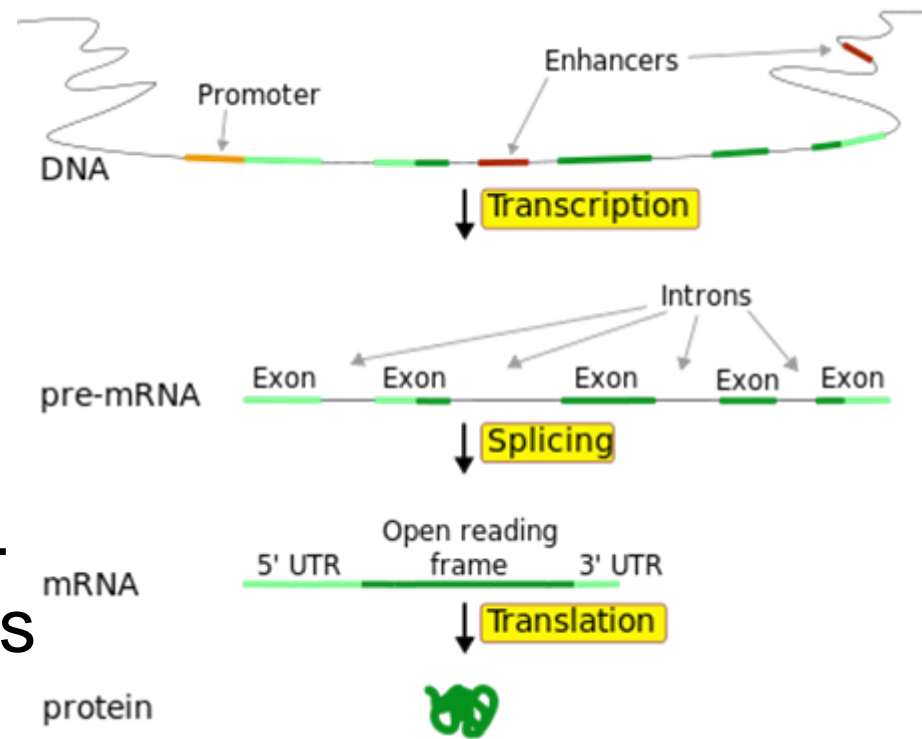 Enhancers
Promoter
DNA
Transcription
Introns
Exon Exon Exon Exon Exon
pre-mRNA
Splicing
Open reading
5' UTR frame 3' UTR
mRNA
s
Translation
protein